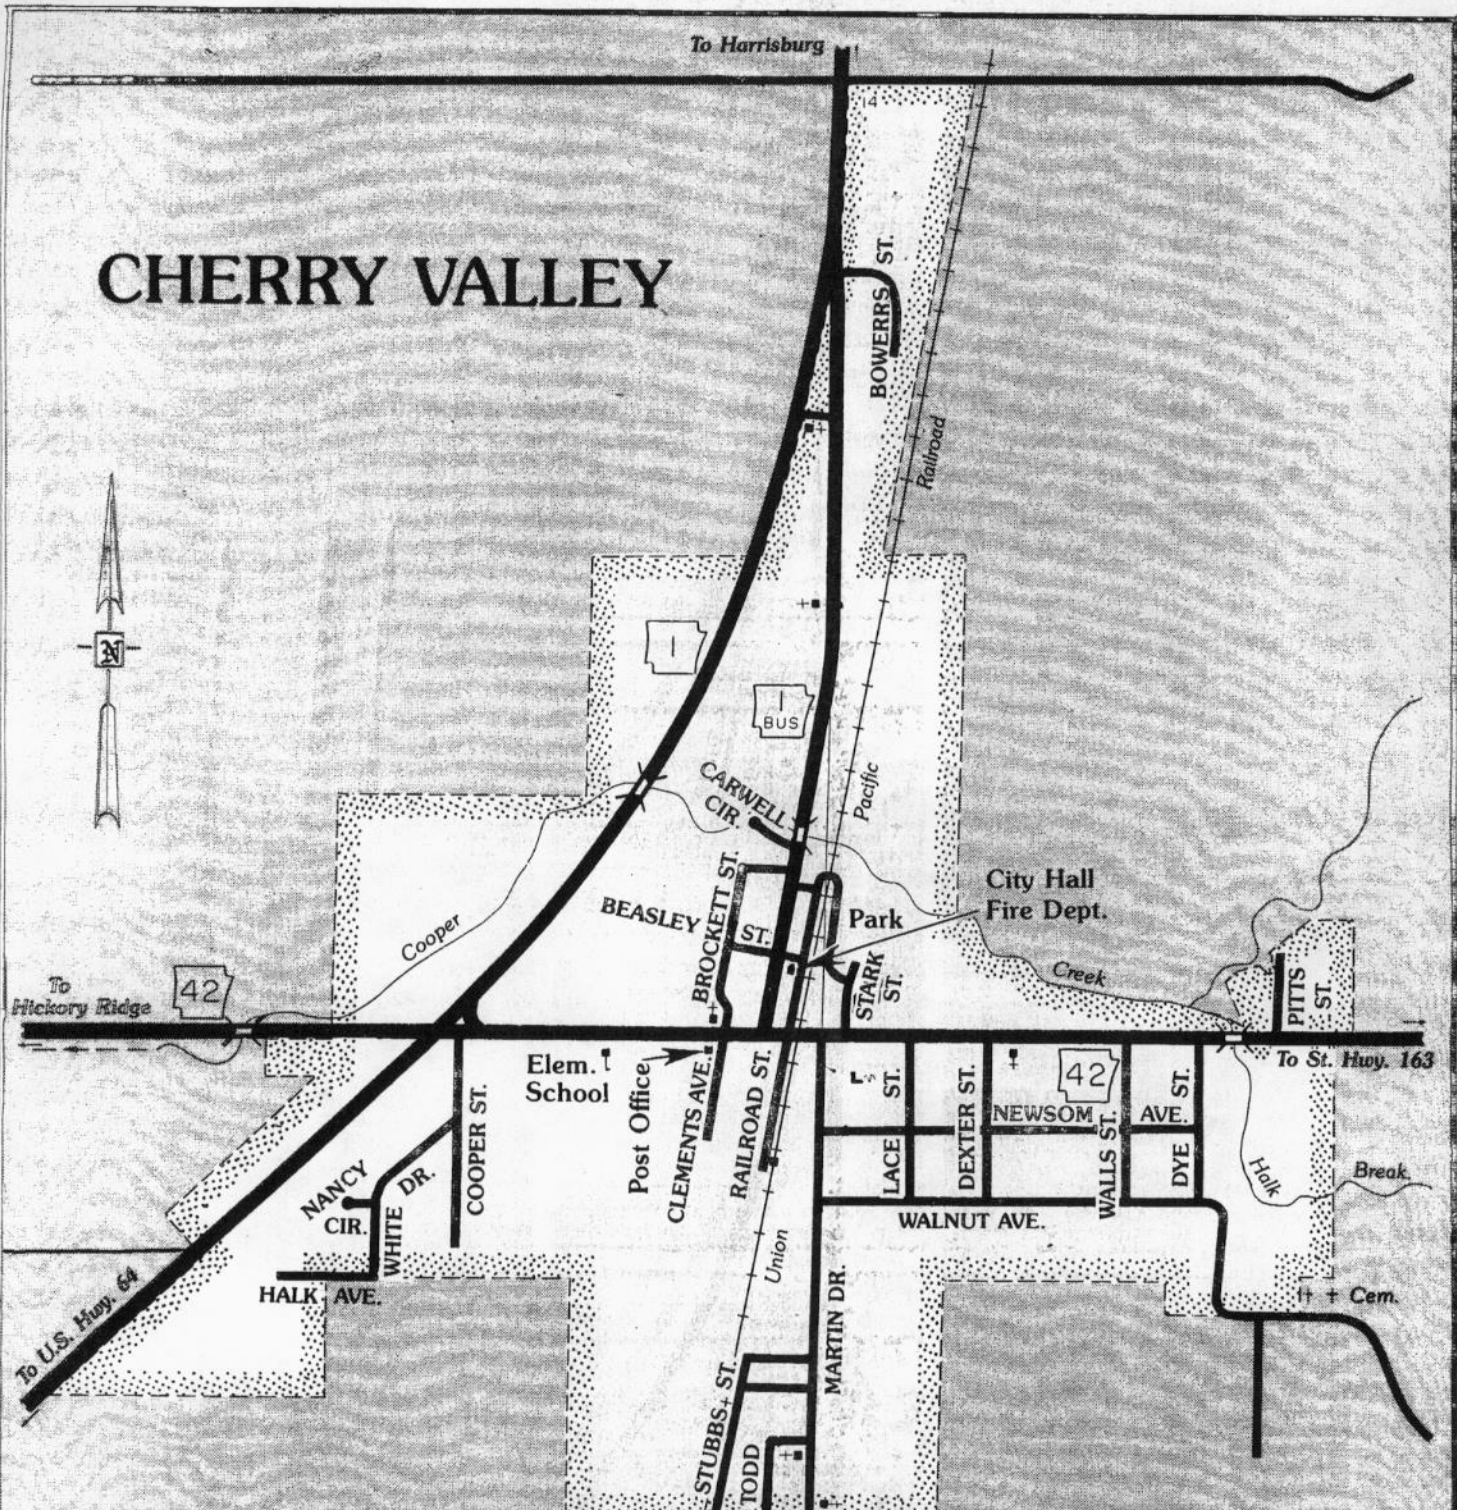 To Harrisburg
14
CHERRY VALLEY
BOWERRS ST.
Railroad
N
1
1
BUS
CARWELL
CIR.
Pacific
BROCKETT ST.
BEASLEY ST.
City Hall
Fire Dept.
Park
Cooper
Creek
STARK
ST.
PITTS
ST.
To
Hickory Ridge
42
To St. Hwy. 163
Elem.
School
Post Office
CLEMENTS AVE.
RAILROAD ST.
COOPER ST.
LACE ST.
DEXTER ST.
42
NEWSOM AVE.
WALLS ST.
DYE ST.
Halk Break
NANCY
CIR.
WHITE DR.
WALNUT AVE.
Union
HALK AVE.
To U.S. Hwy. 64
MARTIN DR.
Cem.
STUBBS ST.
TODD